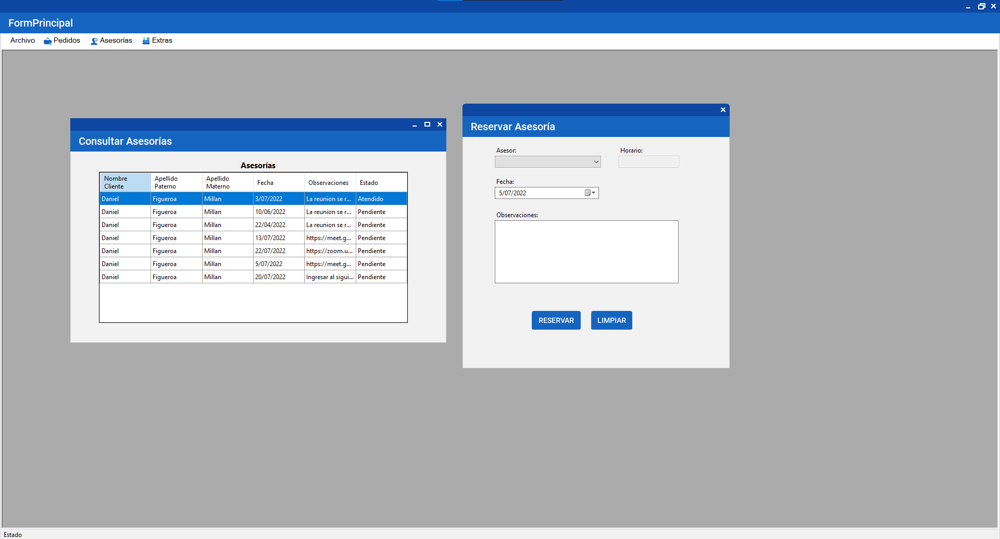 FormPrincipal
Archivo Pedidos Asesorías Extras
Consultar Asesorías
Asesorías
Nombre Cliente Apellido Paterno Apellido Materno Fecha Observaciones Estado
Daniel Figueroa Millan 3/07/2022 La reunion se r... Atendido
Daniel Figueroa Millan 10/06/2022 La reunion se r... Pendiente
Daniel Figueroa Millan 22/04/2022 La reunion se r... Pendiente
Daniel Figueroa Millan 13/07/2022 https://meet.g... Pendiente
Daniel Figueroa Millan 22/07/2022 https://zoom.u... Pendiente
Daniel Figueroa Millan 5/07/2022 https://meet.g... Pendiente
Daniel Figueroa Millan 20/07/2022 Ingresar al sigui... Pendiente
Reservar Asesoría
Asesor: Horario:
Fecha:
5/07/2022
Observaciones:
RESERVAR LIMPIAR
Estado